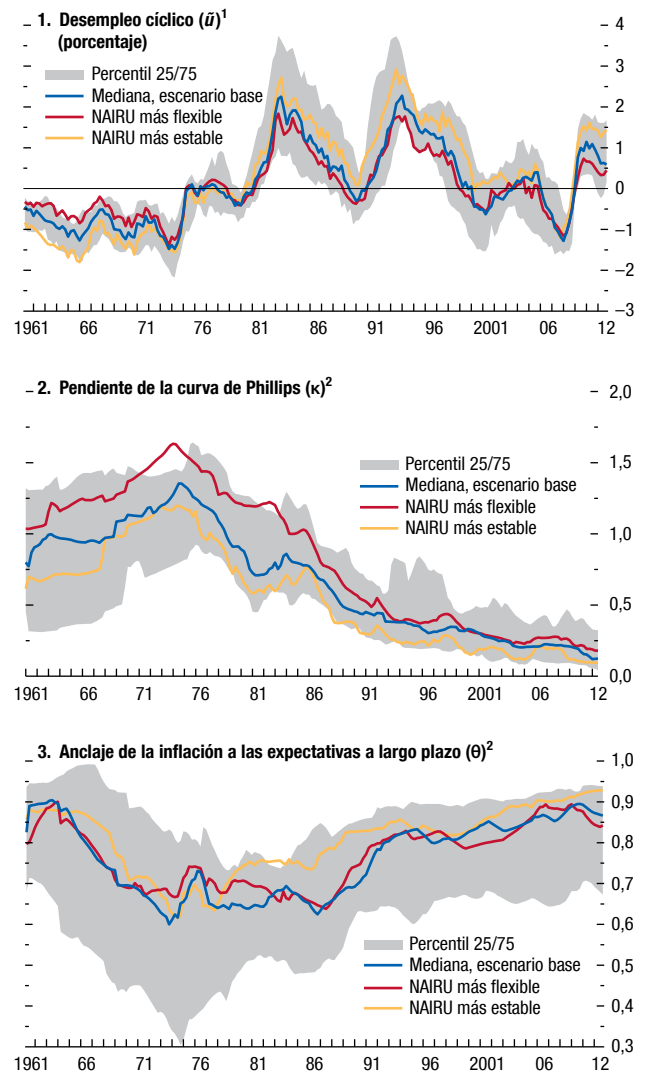 1. Desempleo cíclico (ũ)¹
(porcentaje)
Percentil 25/75
Mediana, escenario base
NAIRU más flexible
NAIRU más estable
4
3
2
1
0
–1
–2
–3
1961 66 71 76 81 86 91 96 2001 06 12
2. Pendiente de la curva de Phillips (κ)²
Percentil 25/75
Mediana, escenario base
NAIRU más flexible
NAIRU más estable
2,0
1,5
1,0
0,5
0,0
1961 66 71 76 81 86 91 96 2001 06 12
3. Anclaje de la inflación a las expectativas a largo plazo (θ)²
Percentil 25/75
Mediana, escenario base
NAIRU más flexible
NAIRU más estable
1,0
0,9
0,8
0,7
0,6
0,5
0,4
0,3
1961 66 71 76 81 86 91 96 2001 06 12